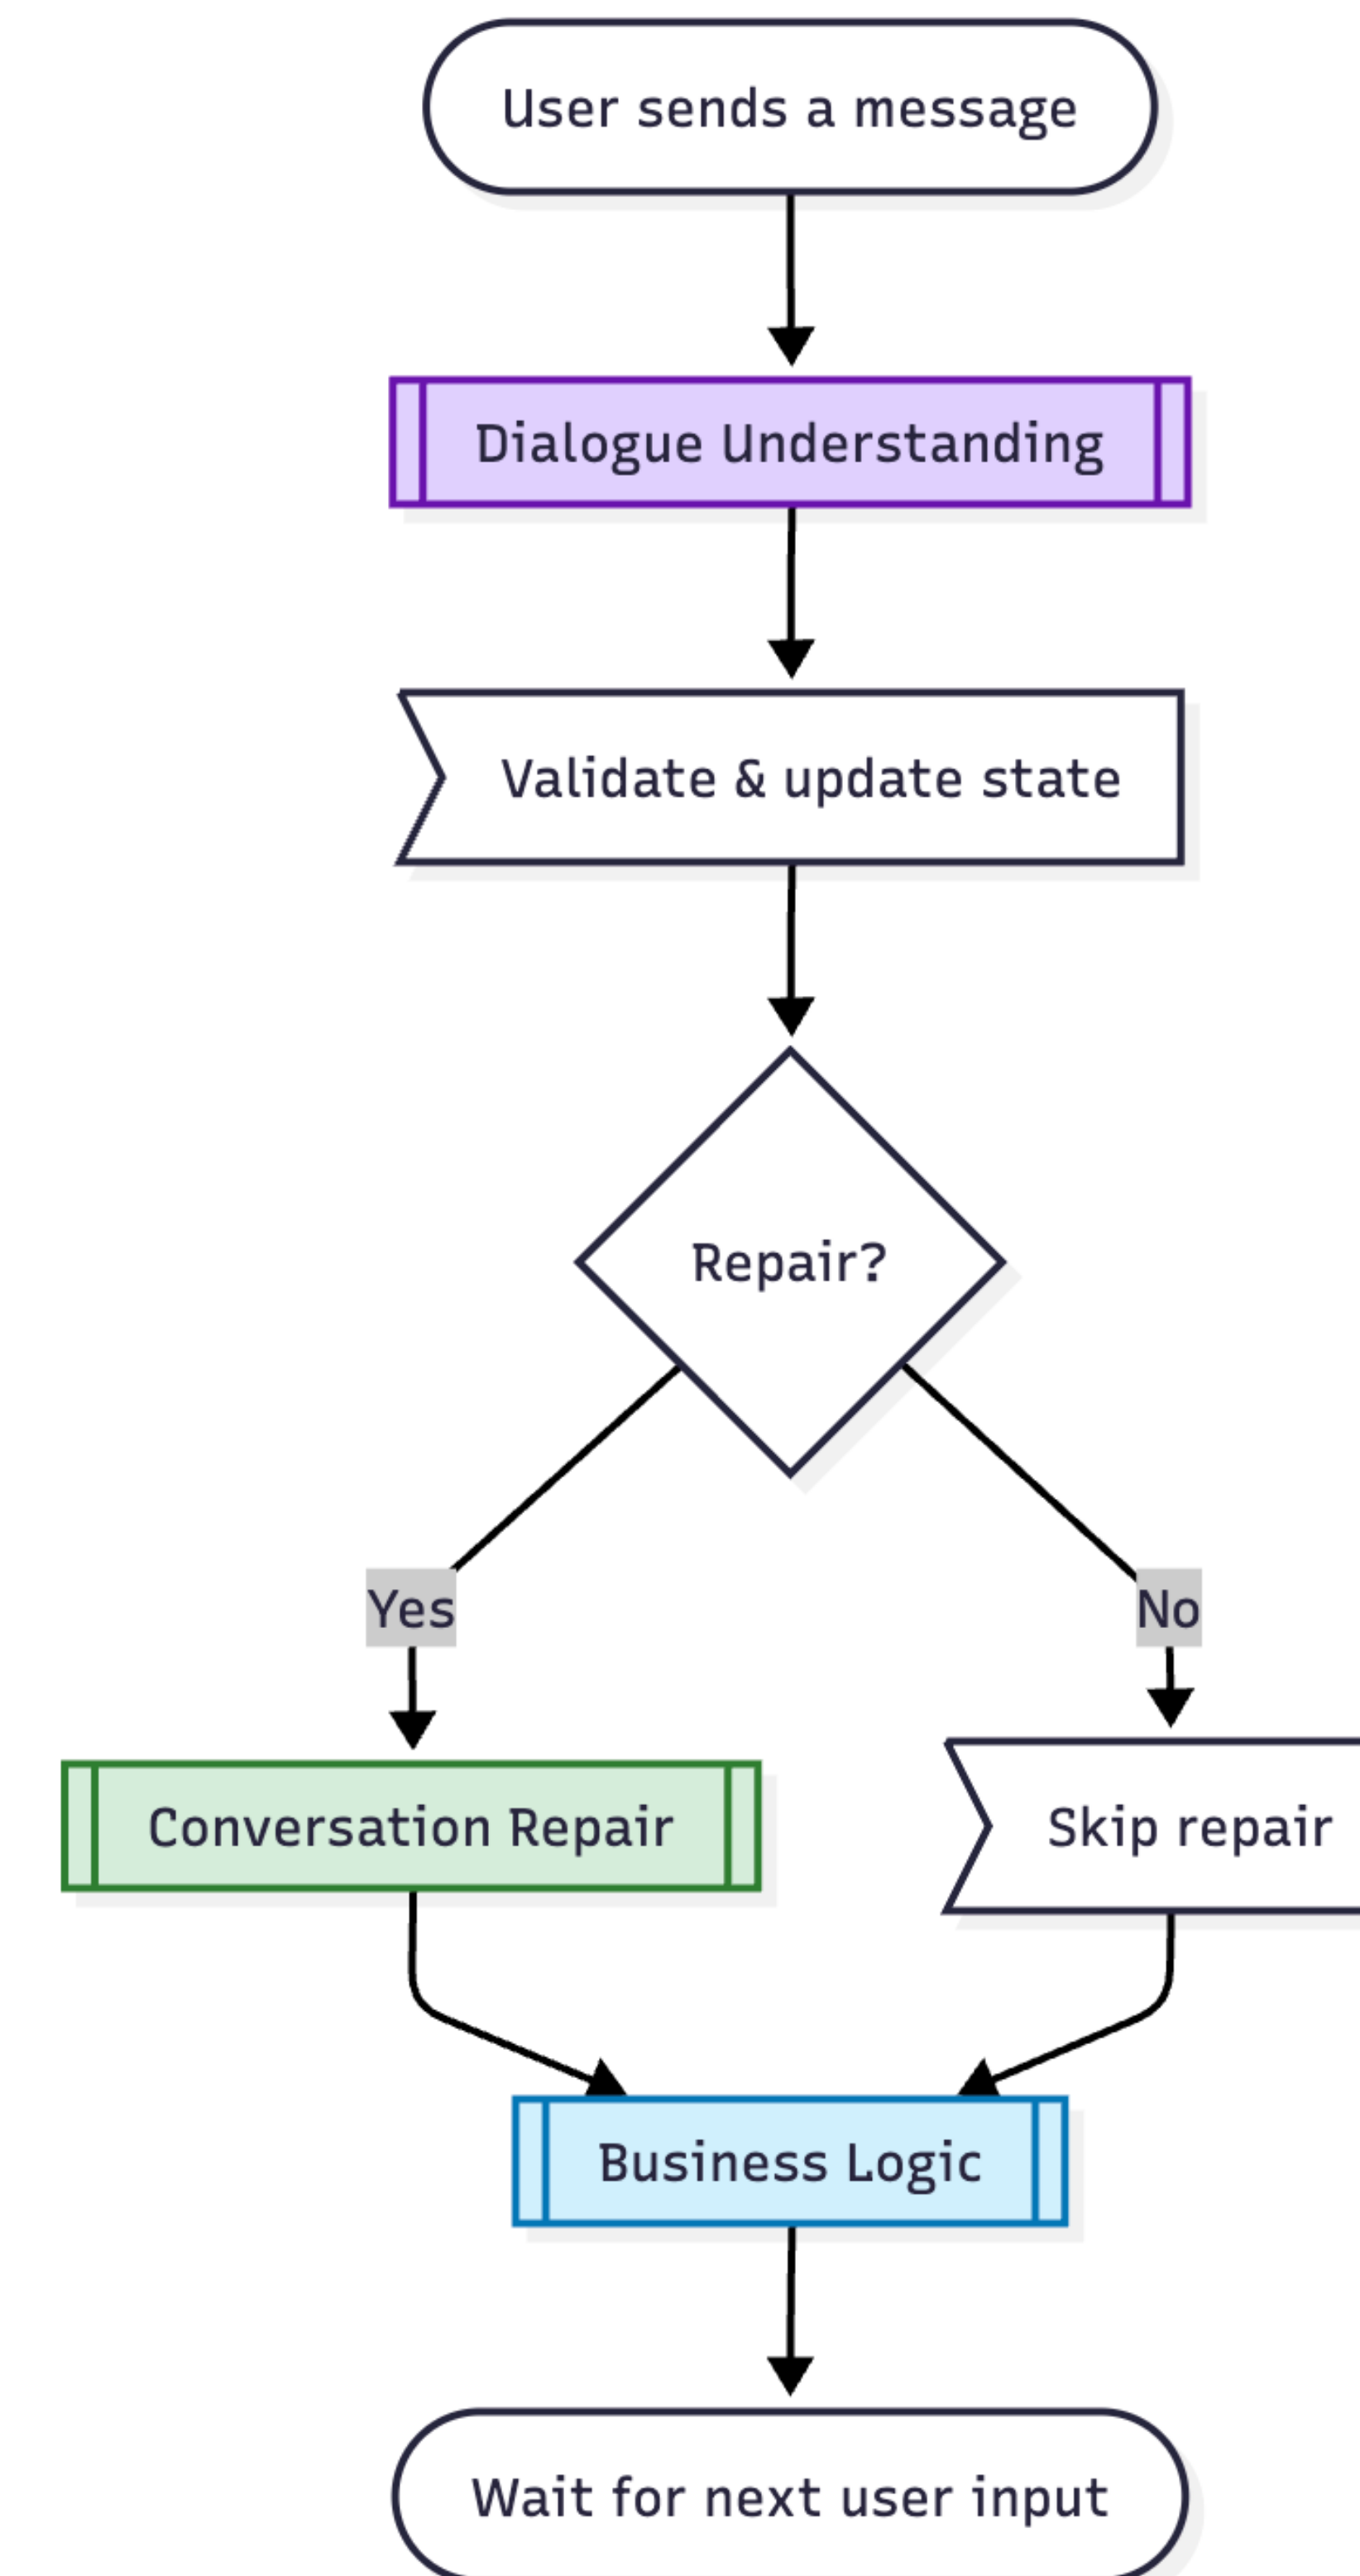 User sends a message
Dialogue Understanding
Validate & update state
Repair?
Yes
No
Conversation Repair
Skip repair
Business Logic
Wait for next user input